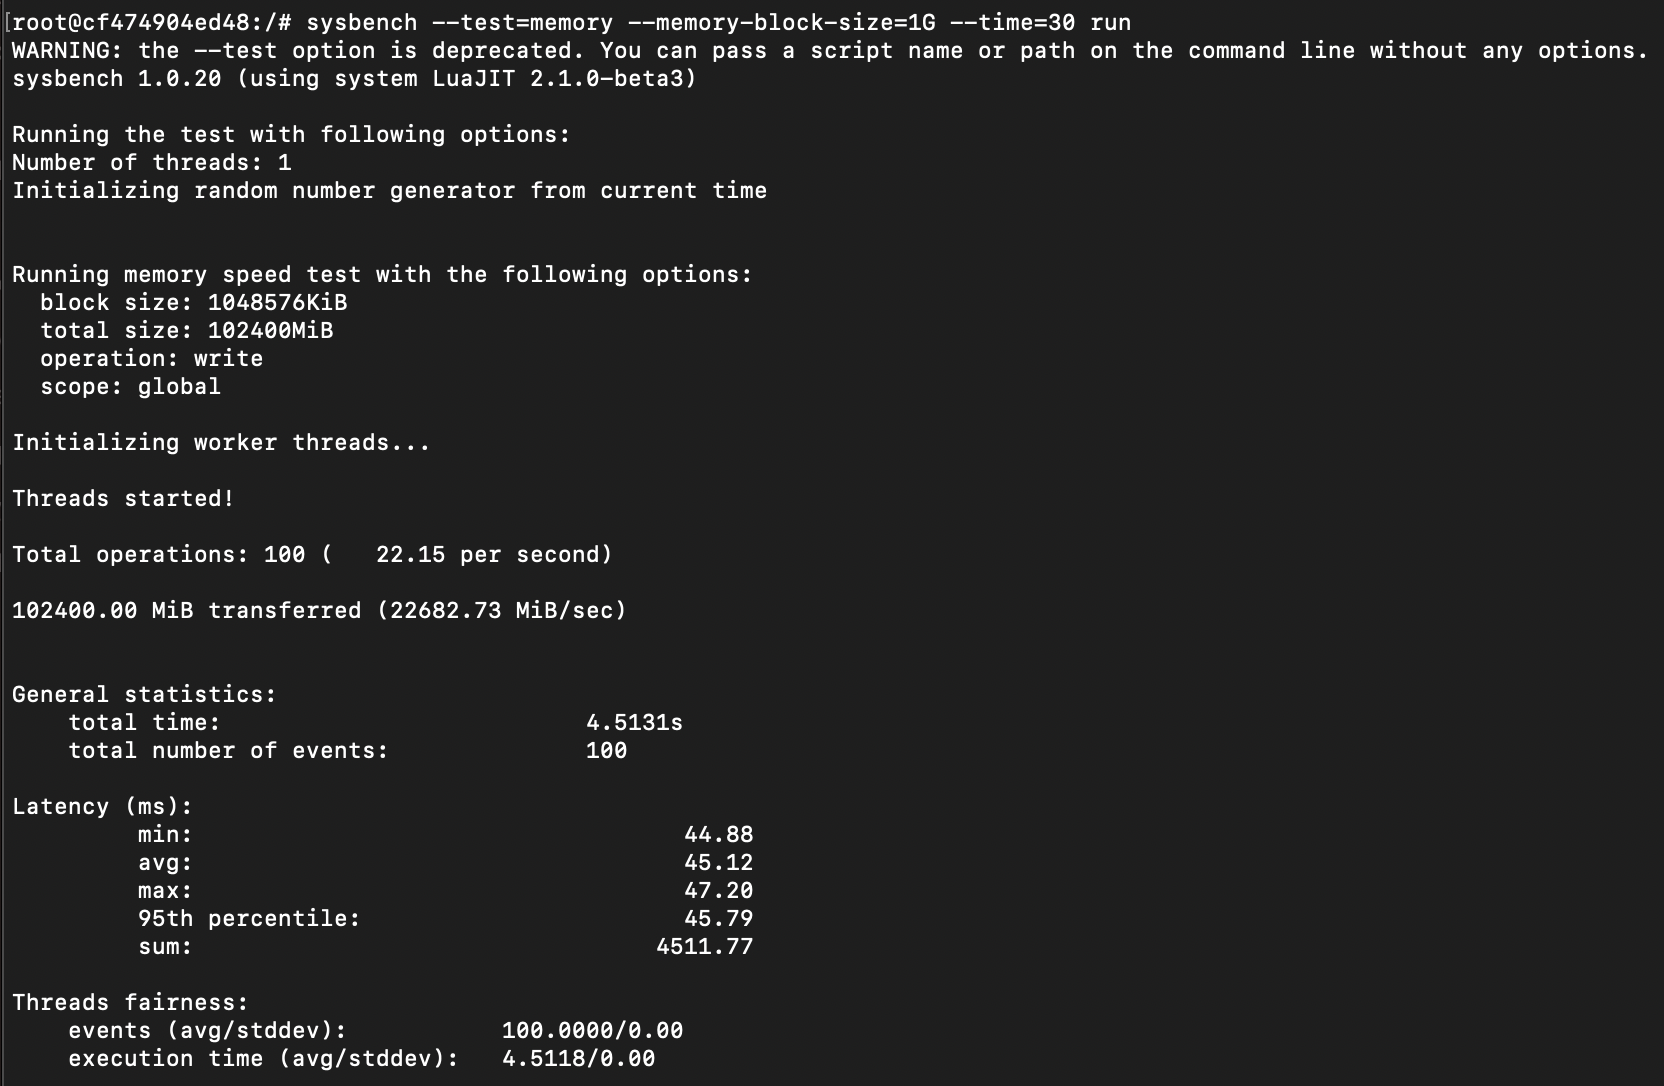 [root@cf474904ed48:/# sysbench --test=memory --memory-block-size=1G --time=30 run
WARNING: the --test option is deprecated. You can pass a script name or path on the command line without any options.
sysbench 1.0.20 (using system LuaJIT 2.1.0-beta3)
Running the test with following options:
Number of threads: 1
Initializing random number generator from current time
Running memory speed test with the following options:
block size: 1048576KiB
total size: 102400MiB
operation: write
scope: global
Initializing worker threads...
Threads started!
Total operations: 100 (   22.15 per second)
102400.00 MiB transferred (22682.73 MiB/sec)
General statistics:
total time: 4.5131s
total number of events: 100
Latency (ms):
min: 44.88
avg: 45.12
max: 47.20
95th percentile: 45.79
sum: 4511.77
Threads fairness:
events (avg/stddev): 100.0000/0.00
execution time (avg/stddev): 4.5118/0.00